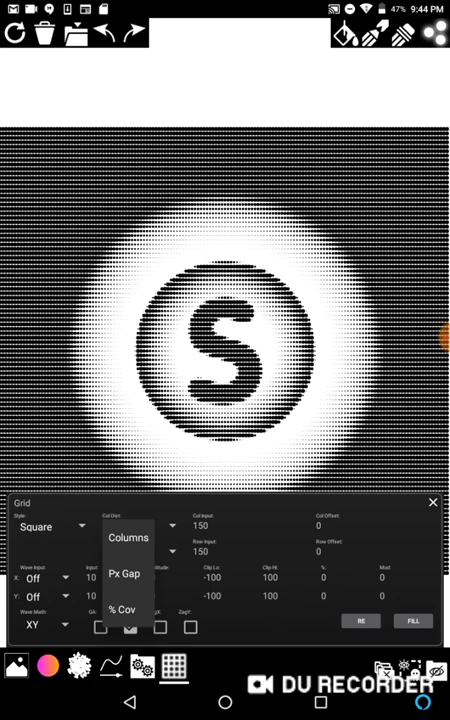 47% 9:44 PM
S
Grid
Style: Col Dist: Col Input: Col Offset:
Square 150 0
Columns
Row Input: Row Offset:
150 0
Px Gap
Wave Input: Input Clip Lo: Clip Hi: %: Mod:
X: Off 10 -100 100 0 0
Y: Off 10 -100 100 0 0
% Cov
Wave Math: GA: ZagY:
XY RE FILL
DU RECORDER